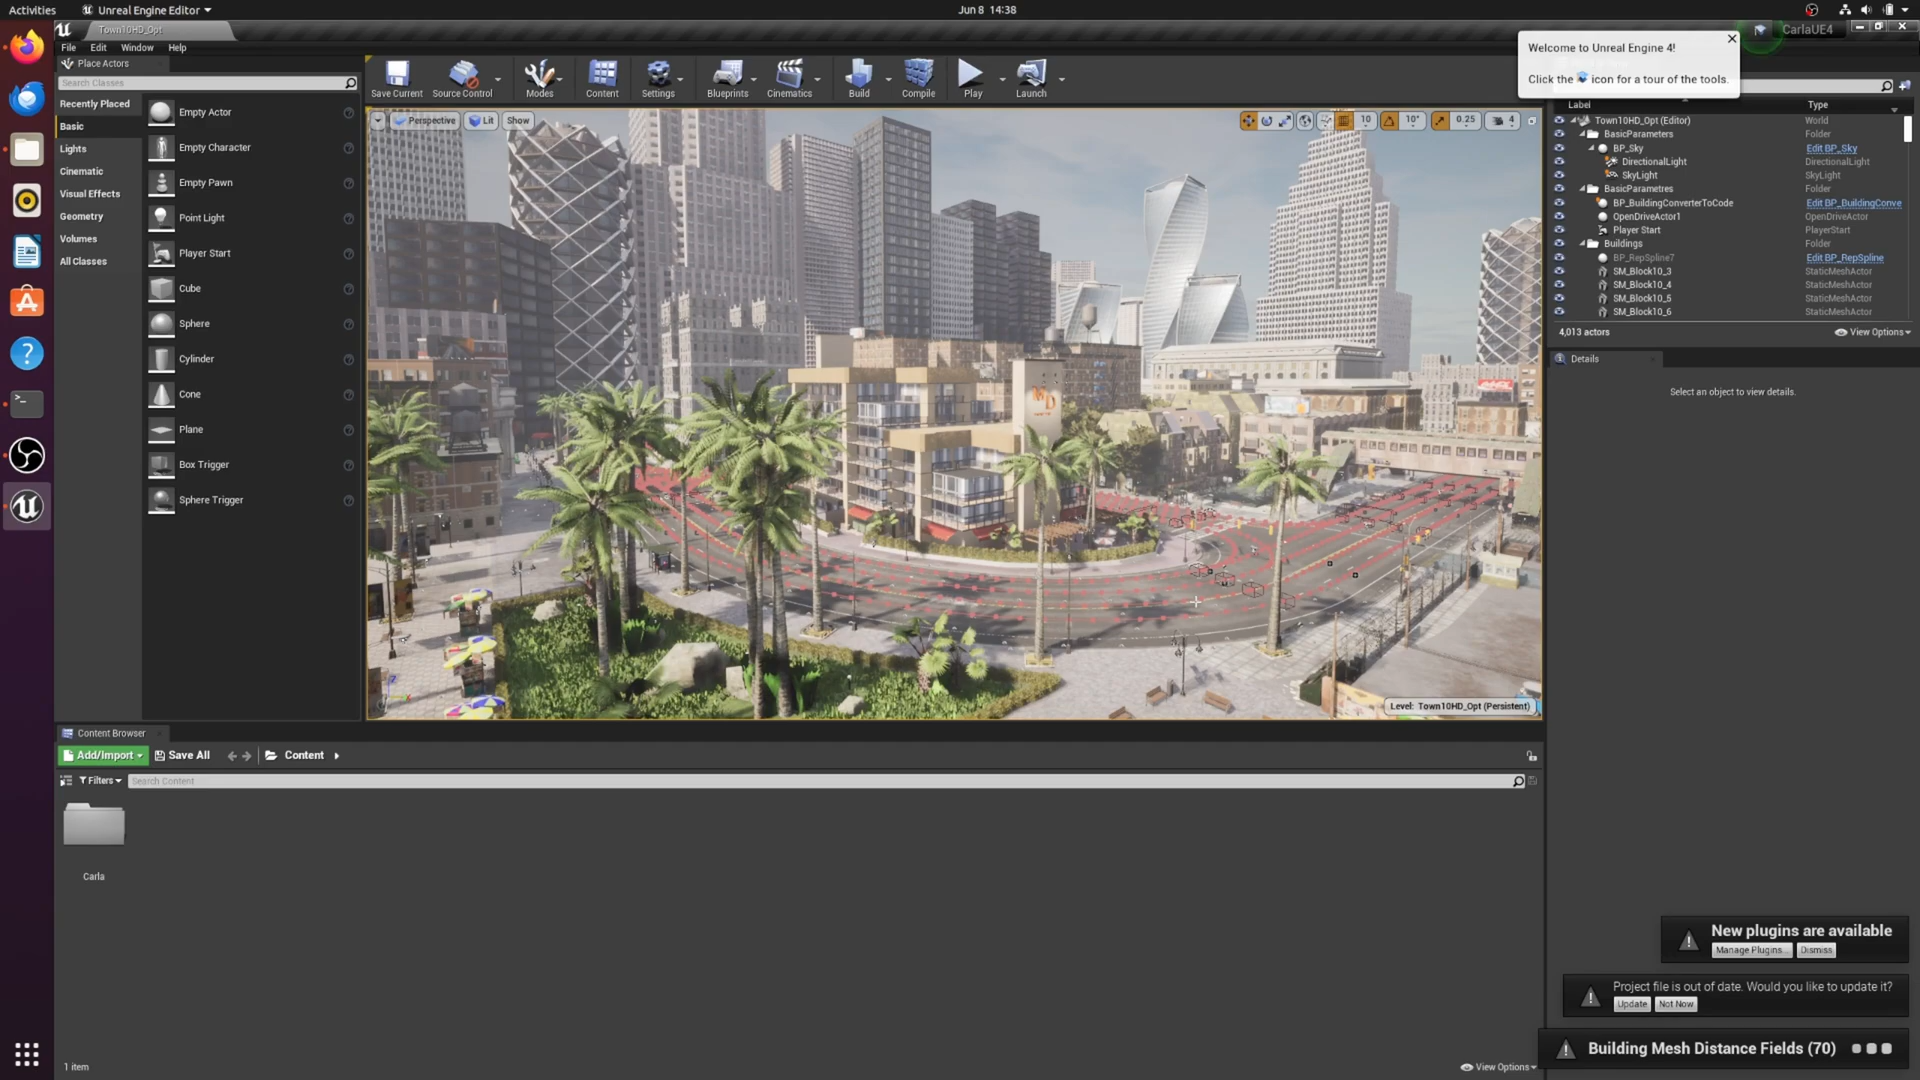 Activities
Unreal Engine Editor
Jun 8 14:38
Town10HD_Opt
CarlaUE4
File Edit Window Help
Welcome to Unreal Engine 4!
Click the icon for a tour of the tools.
Place Actors
Search Classes
Recently Placed
Basic
Lights
Cinematic
Visual Effects
Geometry
Volumes
All Classes
Empty Actor
Empty Character
Empty Pawn
Point Light
Player Start
Cube
Sphere
Cylinder
Cone
Plane
Box Trigger
Sphere Trigger
Save Current
Source Control
Modes
Content
Settings
Blueprints
Cinematics
Build
Compile
Play
Launch
Perspective
Lit
Show
10
10°
0.25
4
WD
Level: Town10HD_Opt (Persistent)
Label Type
Town10HD_Opt (Editor) World
BasicParameters Folder
BP_Sky Edit BP_Sky
DirectionalLight DirectionalLight
SkyLight SkyLight
BasicParametres Folder
BP_BuildingConverterToCode Edit BP_BuildingConve
OpenDriveActor1 OpenDriveActor
Player Start PlayerStart
Buildings Folder
BP_RepSpline7 Edit BP_RepSpline
SM_Block10_3 StaticMeshActor
SM_Block10_4 StaticMeshActor
SM_Block10_5 StaticMeshActor
SM_Block10_6 StaticMeshActor
4,013 actors
View Options
Details
Select an object to view details.
Content Browser
Add/Import
Save All
Content
Filters
Search Content
Carla
1 item
View Options
New plugins are available
Manage Plugins...
Dismiss
Project file is out of date. Would you like to update it?
Update
Not Now
Building Mesh Distance Fields (70)